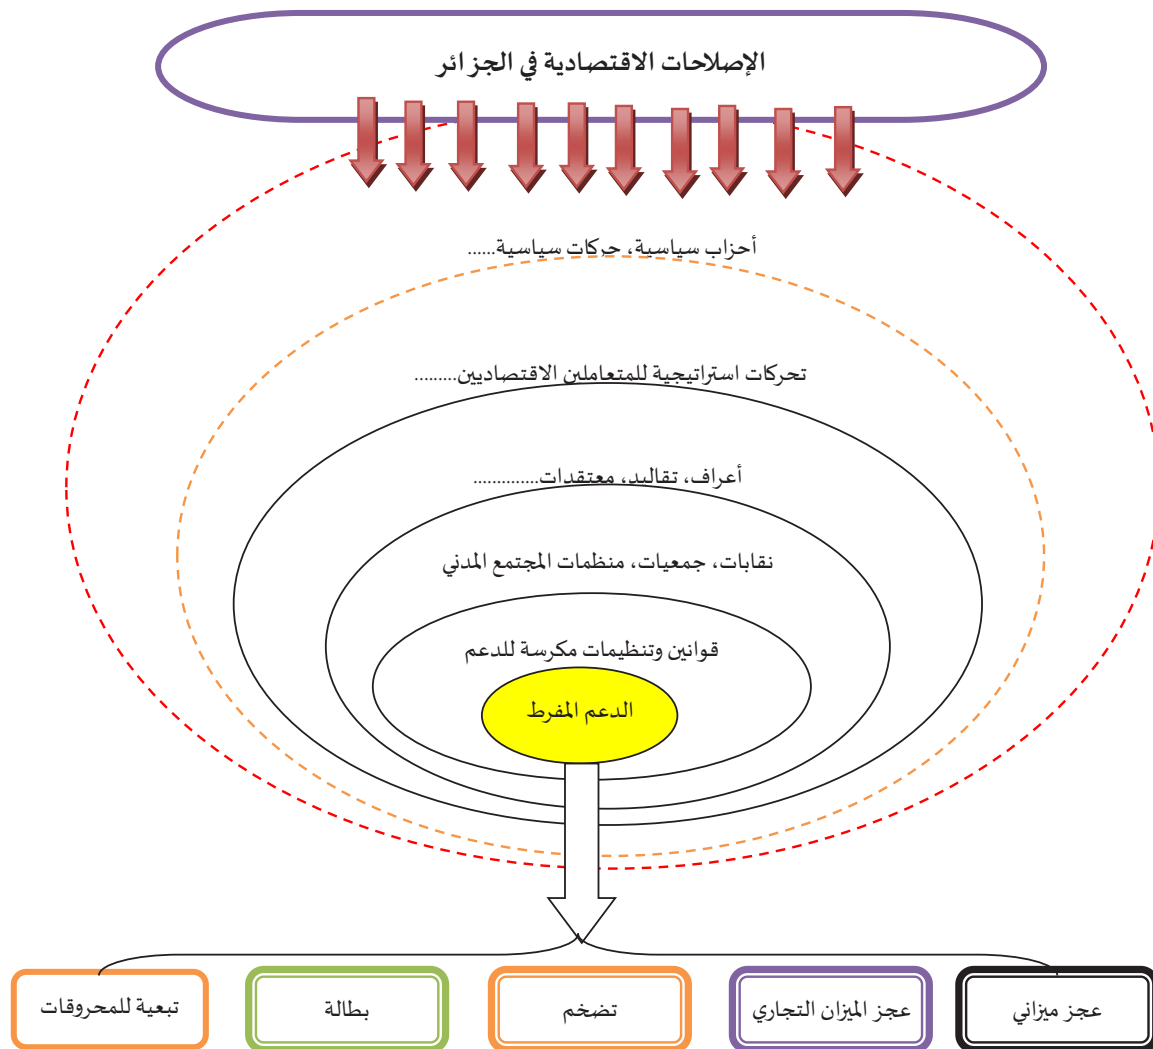 الإصلاحات الاقتصادية في الجزائر
أحزاب سياسية، حركات سياسية......
تحركات استراتيجية للمتعاملين الاقتصاديين.........
أعراف، تقاليد، معتقدات..............
نقابات، جمعيات، منظمات المجتمع المدني
قوانين وتنظيمات مكرسة للدعم
الدعم المفرط
عجز ميزاني
عجز الميزان التجاري
تضخم
بطالة
تبعية للمحروقات